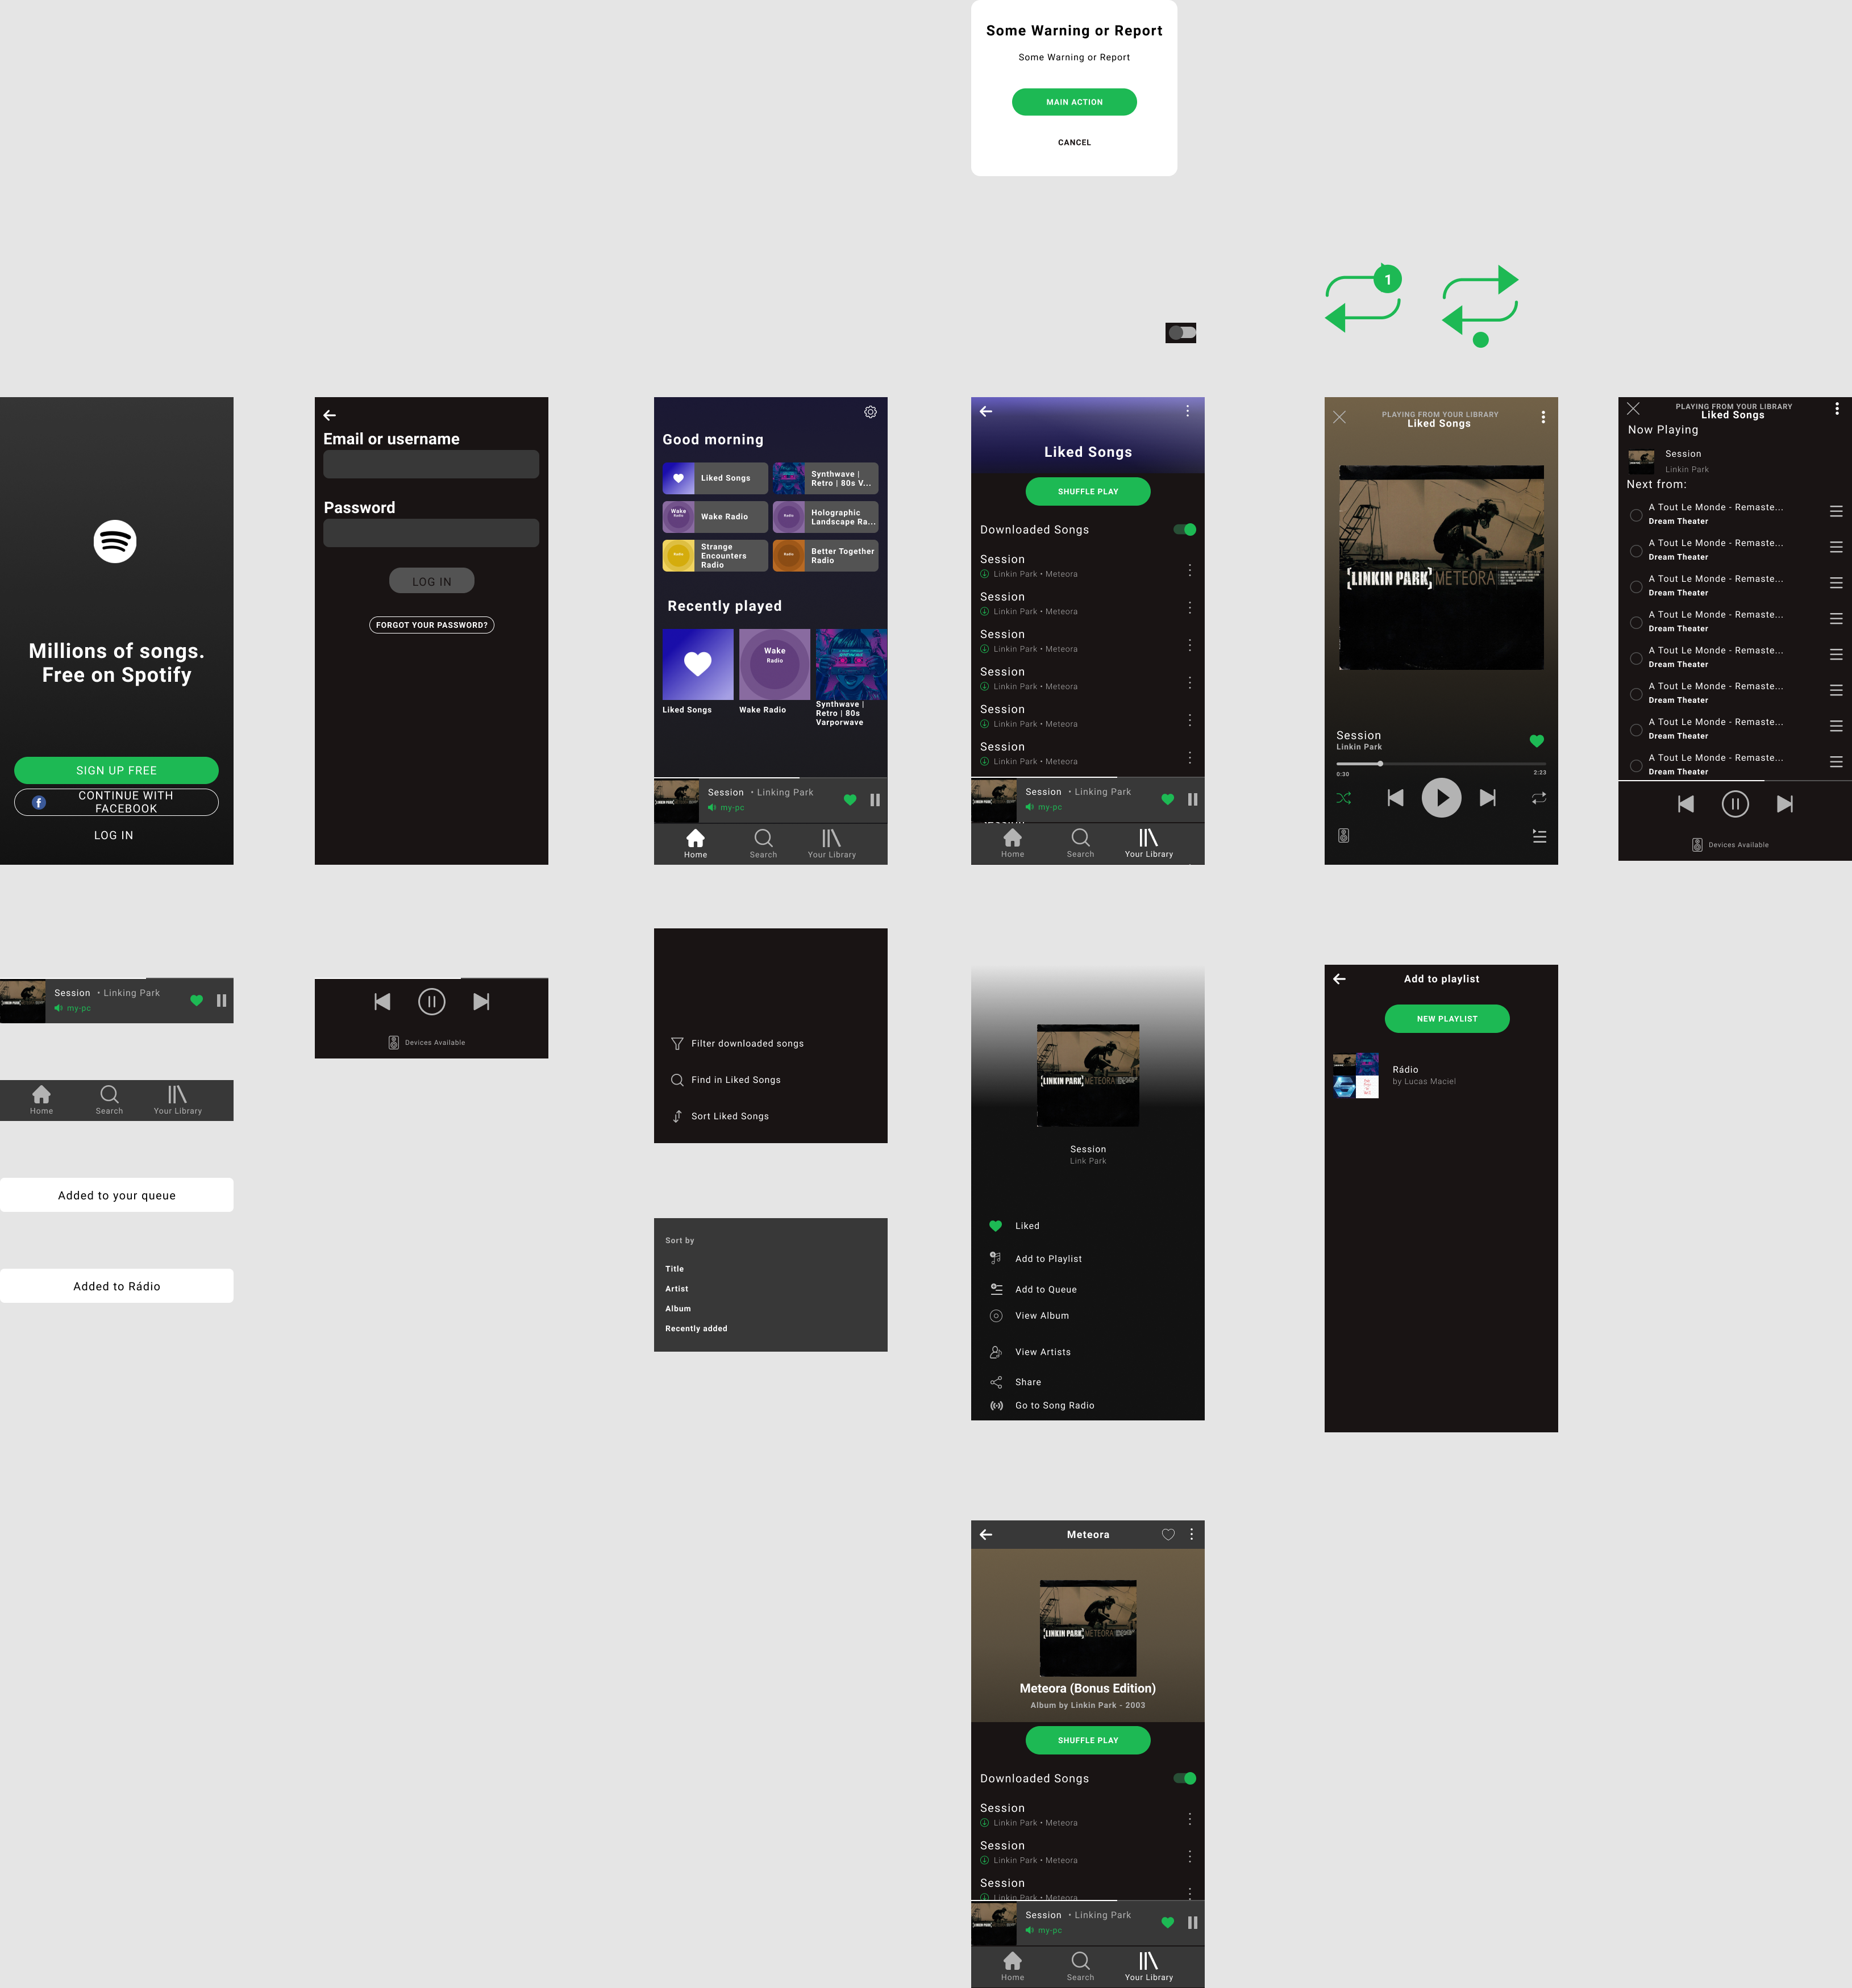 Some Warning or Report
Some Warning or Report
MAIN ACTION
CANCEL
1
Millions of songs.
Free on Spotify
SIGN UP FREE
CONTINUE WITH
FACEBOOK
LOG IN
Email or username
Password
LOG IN
FORGOT YOUR PASSWORD?
Good morning
Liked Songs
Synthwave |
Retro | 80s V...
Wake
Radio
Wake Radio
Radio
Holographic
Landscape Ra...
Radio
Strange
Encounters
Radio
Radio
Better Together
Radio
Recently played
Wake
Radio
Liked Songs
Wake Radio
Synthwave |
Retro | 80s
Varporwave
Session • Linking Park
my-pc
Home
Search
Your Library
Liked Songs
SHUFFLE PLAY
Downloaded Songs
Session
Linkin Park • Meteora
Session
Linkin Park • Meteora
Session
Linkin Park • Meteora
Session
Linkin Park • Meteora
Session
Linkin Park • Meteora
Session
Linkin Park • Meteora
Session • Linking Park
my-pc
Home
Search
Your Library
PLAYING FROM YOUR LIBRARY
Liked Songs
[LINKIN PARK] METEORA
Session
Linkin Park
0:30
2:23
PLAYING FROM YOUR LIBRARY
Liked Songs
Now Playing
Session
Linkin Park
Next from:
A Tout Le Monde - Remaste...
Dream Theater
A Tout Le Monde - Remaste...
Dream Theater
A Tout Le Monde - Remaste...
Dream Theater
A Tout Le Monde - Remaste...
Dream Theater
A Tout Le Monde - Remaste...
Dream Theater
A Tout Le Monde - Remaste...
Dream Theater
A Tout Le Monde - Remaste...
Dream Theater
A Tout Le Monde - Remaste...
Dream Theater
Devices Available
Session • Linking Park
my-pc
Home
Search
Your Library
Added to your queue
Added to Rádio
Devices Available
Filter downloaded songs
Find in Liked Songs
Sort Liked Songs
Sort by
Title
Artist
Album
Recently added
[LINKIN PARK] METEORA
Session
Link Park
Liked
Add to Playlist
Add to Queue
View Album
View Artists
Share
Go to Song Radio
Add to playlist
NEW PLAYLIST
Rádio
by Lucas Maciel
Meteora
[LINKIN PARK] METEORA
Meteora (Bonus Edition)
Album by Linkin Park - 2003
SHUFFLE PLAY
Downloaded Songs
Session
Linkin Park • Meteora
Session
Linkin Park • Meteora
Session
Linkin Park • Meteora
Session • Linking Park
my-pc
Home
Search
Your Library